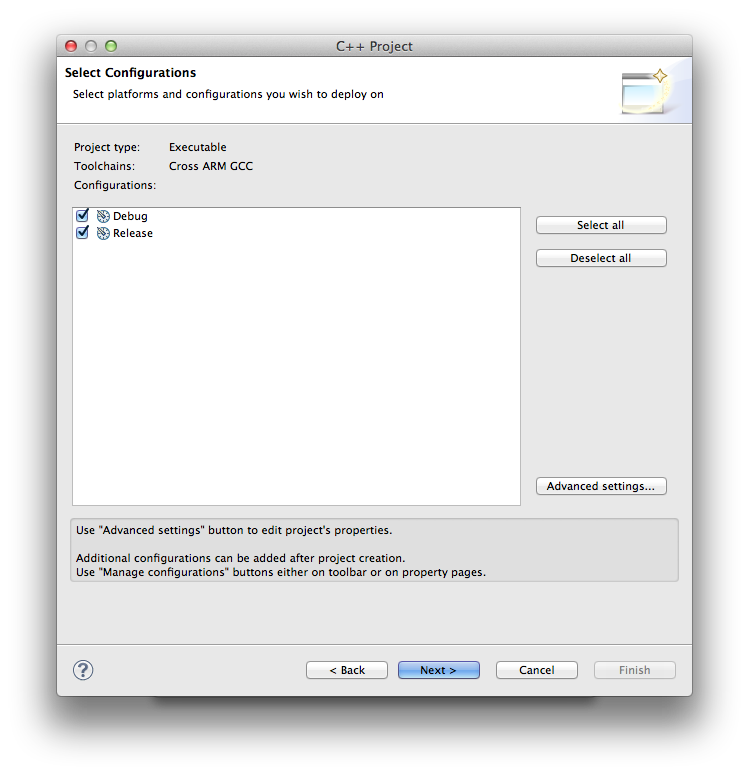 C++ Project
Select Configurations
Select platforms and configurations you wish to deploy on
Project type: Executable
Toolchains: Cross ARM GCC
Configurations:
Debug
Release
Select all
Deselect all
Advanced settings...
Use "Advanced settings" button to edit project's properties.
Additional configurations can be added after project creation.
Use "Manage configurations" buttons either on toolbar or on property pages.
? < Back Next > Cancel Finish